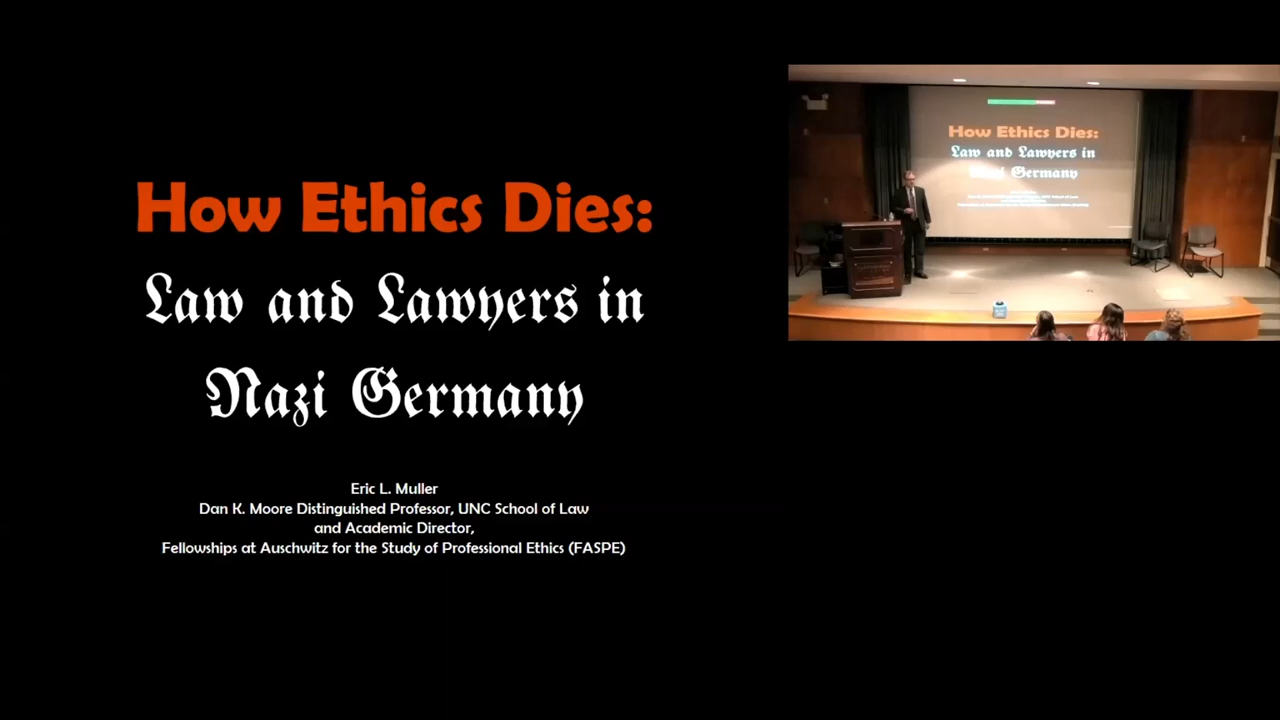 How Ethics Dies:
Law and Lawyers in
Nazi Germany
Eric L. Muller
Dan K. Moore Distinguished Professor, UNC School of Law
and Academic Director,
Fellowships at Auschwitz for the Study of Professional Ethics (FASPE)
How Ethics Dies:
Law and Lawyers in
Nazi Germany